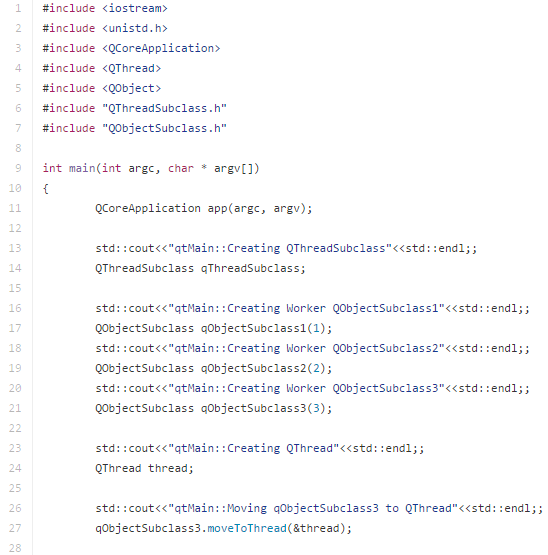 1 #include <iostream>
2 #include <unistd.h>
3 #include <QCoreApplication>
4 #include <QThread>
5 #include <QObject>
6 #include "QThreadSubclass.h"
7 #include "QObjectSubclass.h"
8
9 int main(int argc, char * argv[])
10 {
11 QCoreApplication app(argc, argv);
12
13 std::cout<<"qtMain::Creating QThreadSubclass"<<std::endl;;
14 QThreadSubclass qThreadSubclass;
15
16 std::cout<<"qtMain::Creating Worker QObjectSubclass1"<<std::endl;;
17 QObjectSubclass qObjectSubclass1(1);
18 std::cout<<"qtMain::Creating Worker QObjectSubclass2"<<std::endl;;
19 QObjectSubclass qObjectSubclass2(2);
20 std::cout<<"qtMain::Creating Worker QObjectSubclass3"<<std::endl;;
21 QObjectSubclass qObjectSubclass3(3);
22
23 std::cout<<"qtMain::Creating QThread"<<std::endl;;
24 QThread thread;
25
26 std::cout<<"qtMain::Moving qObjectSubclass3 to QThread"<<std::endl;;
27 qObjectSubclass3.moveToThread(&thread);
28